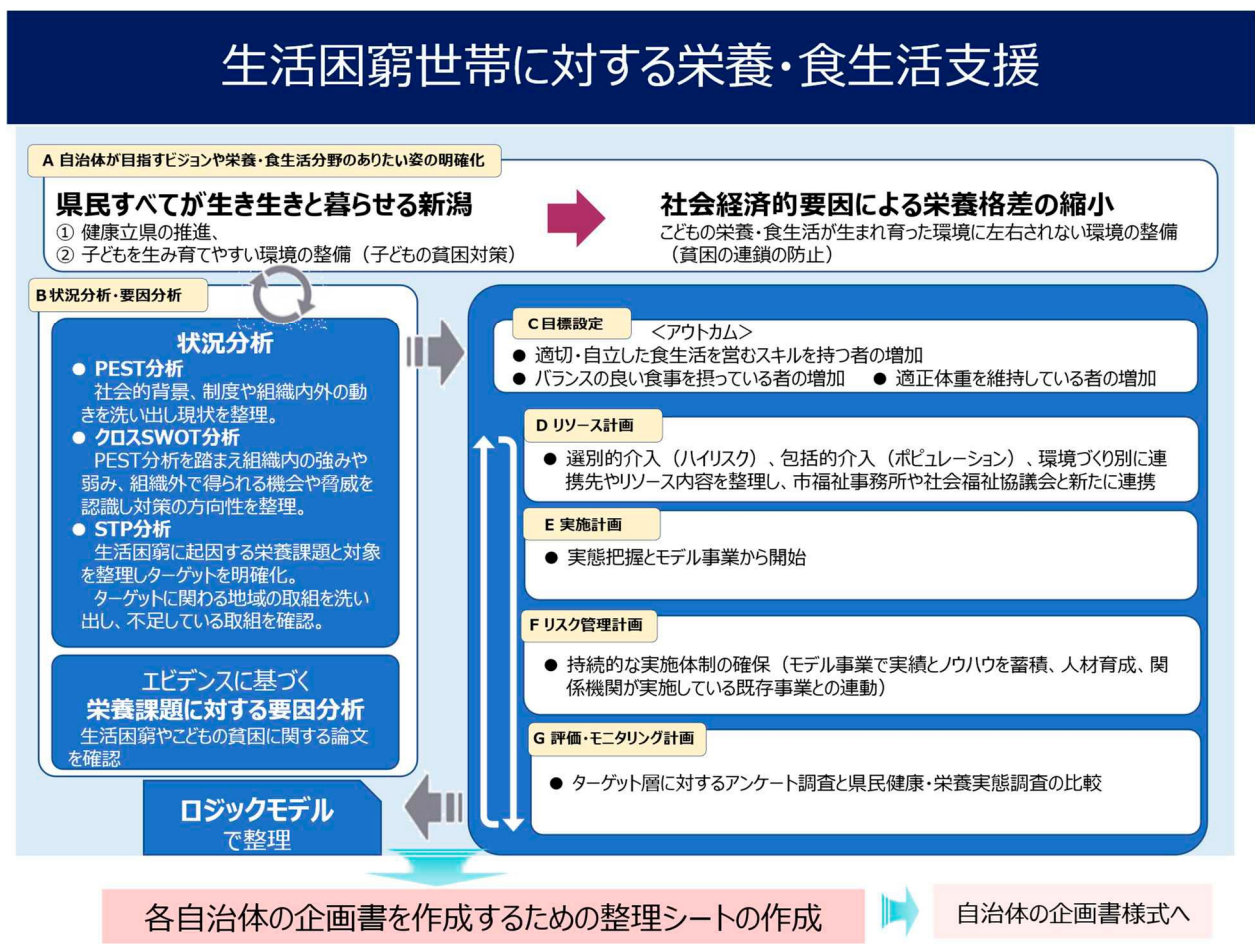 生活困窮世帯に対する栄養・食生活支援
A 自治体が目指すビジョンや栄養・食生活分野のありたい姿の明確化
県民すべてが生き生きと暮らせる新潟
① 健康立県の推進、
② 子どもを生み育てやすい環境の整備（子どもの貧困対策）
社会経済的要因による栄養格差の縮小
こどもの栄養・食生活が生まれ育った環境に左右されない環境の整備
（貧困の連鎖の防止）
B 状況分析・要因分析
状況分析
● PEST分析
社会的背景、制度や組織内外の動
きを洗い出し現状を整理。
● クロスSWOT分析
PEST分析を踏まえ組織内の強みや
弱み、組織外で得られる機会や脅威を
認識し対策の方向性を整理。
● STP分析
生活困窮に起因する栄養課題と対象
を整理しターゲットを明確化。
ターゲットに関わる地域の取組を洗い
出し、不足している取組を確認。
エビデンスに基づく
栄養課題に対する要因分析
生活困窮やこどもの貧困に関する論文
を確認
ロジックモデル
で整理
C 目標設定
＜アウトカム＞
● 適切・自立した食生活を営むスキルを持つ者の増加
● バランスの良い食事を摂っている者の増加 ● 適正体重を維持している者の増加
D リソース計画
● 選別的介入（ハイリスク）、包括的介入（ポピュレーション）、環境づくり別に連
携先やリソース内容を整理し、市福祉事務所や社会福祉協議会と新たに連携
E 実施計画
● 実態把握とモデル事業から開始
F リスク管理計画
● 持続的な実施体制の確保（モデル事業で実績とノウハウを蓄積、人材育成、関
係機関が実施している既存事業との連動）
G 評価・モニタリング計画
● ターゲット層に対するアンケート調査と県民健康・栄養実態調査の比較
各自治体の企画書を作成するための整理シートの作成
自治体の企画書様式へ